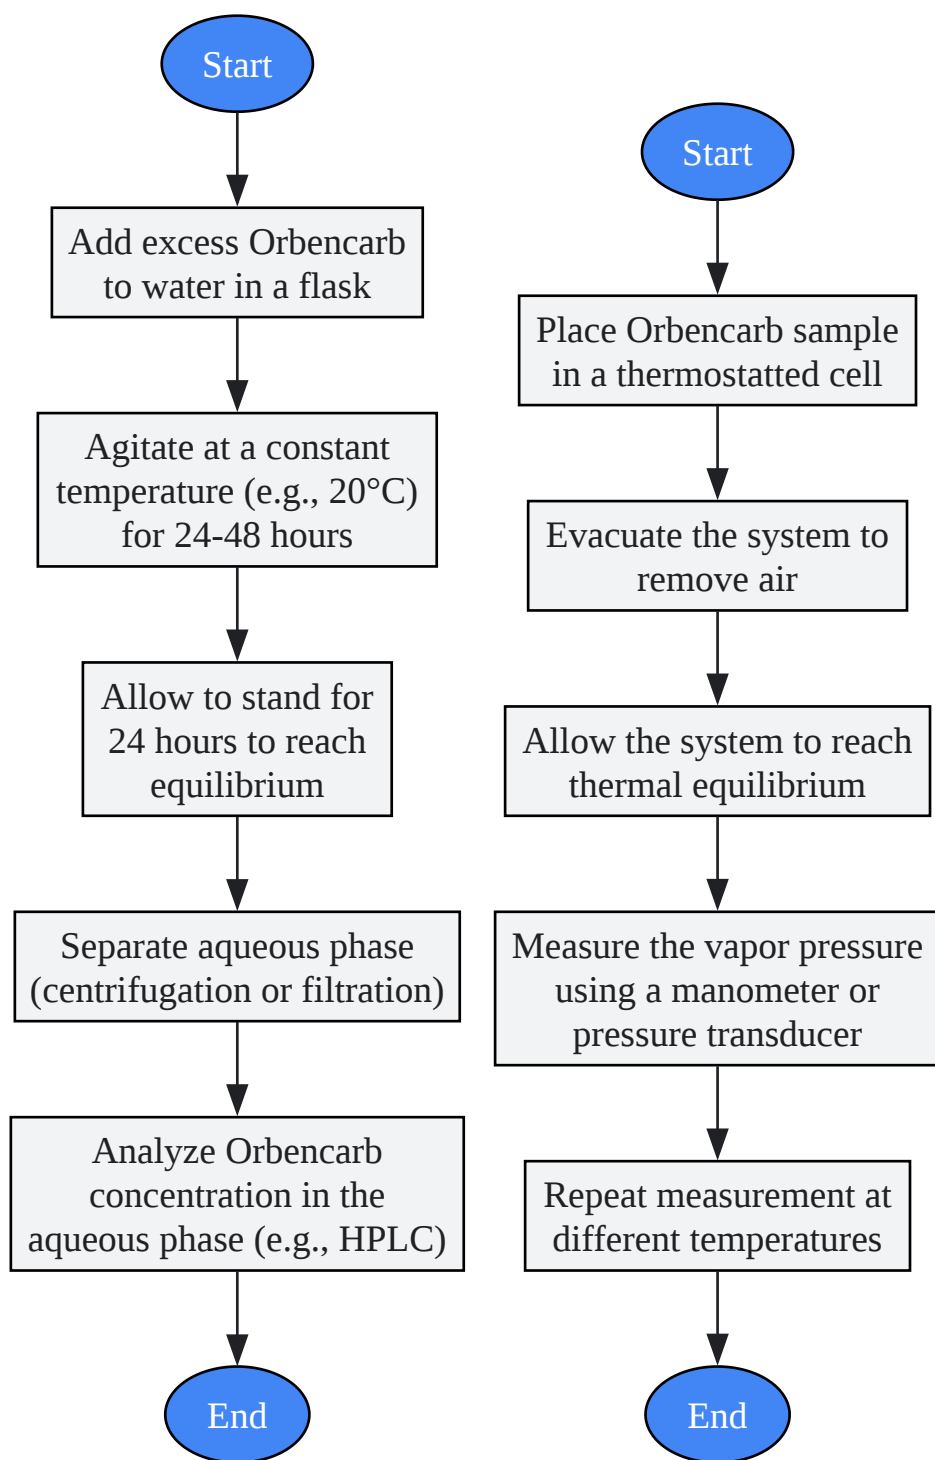 Start
Add excess Orbencarb
to water in a flask
Agitate at a constant
temperature (e.g., 20°C)
for 24-48 hours
Allow to stand for
24 hours to reach
equilibrium
Separate aqueous phase
(centrifugation or filtration)
Analyze Orbencarb
concentration in the
aqueous phase (e.g., HPLC)
End
Start
Place Orbencarb sample
in a thermostatted cell
Evacuate the system to
remove air
Allow the system to reach
thermal equilibrium
Measure the vapor pressure
using a manometer or
pressure transducer
Repeat measurement at
different temperatures
End